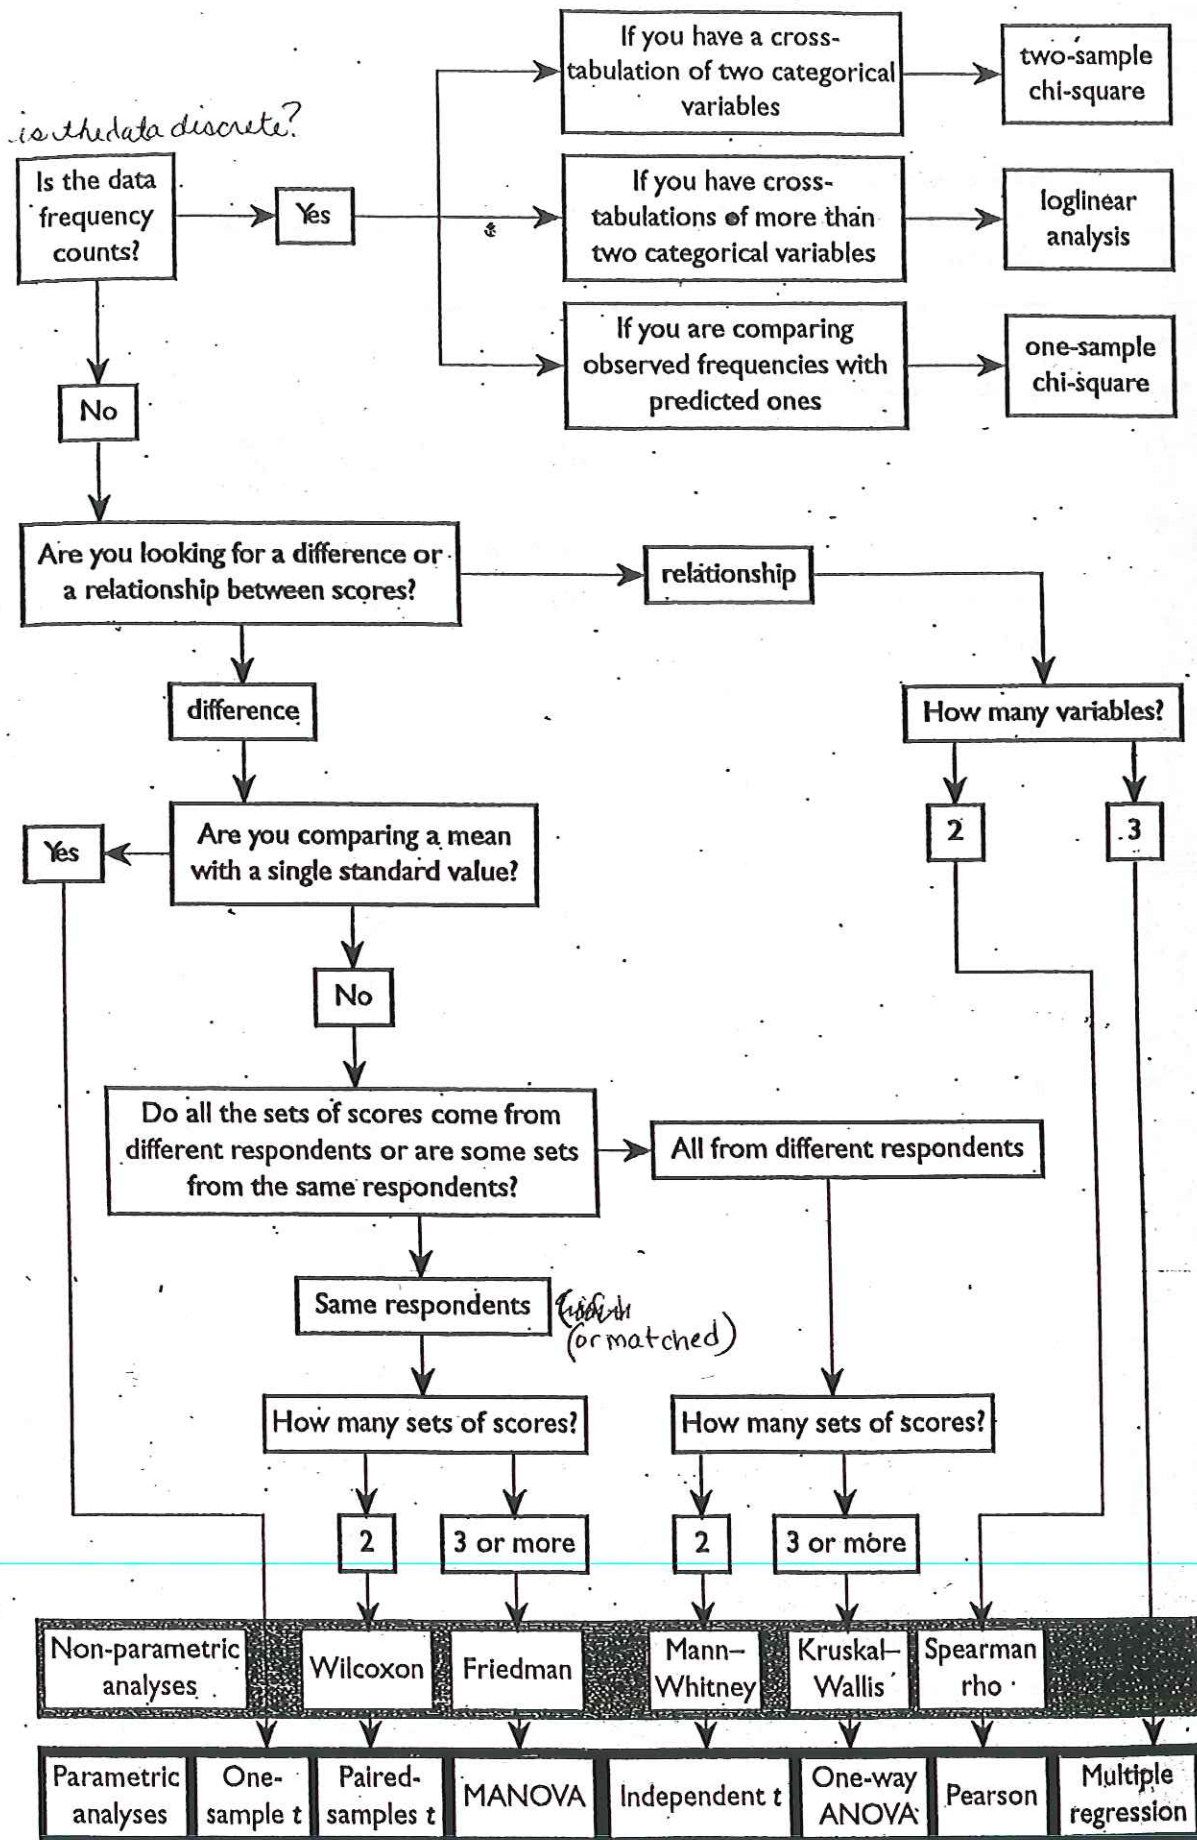 If you have a cross-
tabulation of two categorical
variables
two-sample
chi-square
is the data discrete?
Is the data
frequency
counts?
Yes
If you have cross-
tabulations of more than
two categorical variables
loglinear
analysis
If you are comparing
observed frequencies with
predicted ones
one-sample
chi-square
No
Are you looking for a difference or
a relationship between scores?
relationship
difference
How many variables?
2
3
Yes
Are you comparing a mean
with a single standard value?
No
Do all the sets of scores come from
different respondents or are some sets
from the same respondents?
All from different respondents
Same respondents
(or matched)
How many sets of scores?
How many sets of scores?
2
3 or more
2
3 or more
Non-parametric
analyses
Wilcoxon
Friedman
Mann–
Whitney
Kruskal–
Wallis
Spearman
rho
Parametric
analyses
One-
sample t
Paired-
samples t
MANOVA
Independent t
One-way
ANOVA
Pearson
Multiple
regression